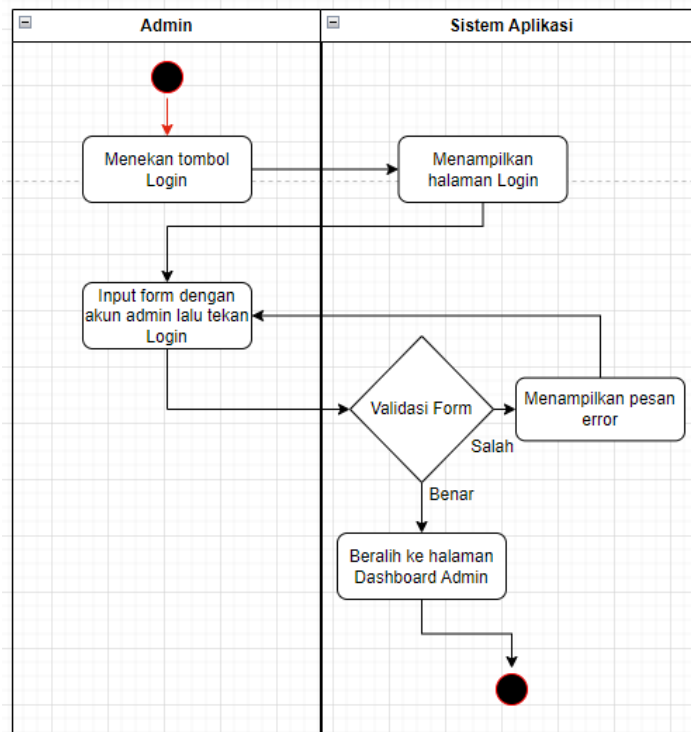 Admin
Sistem Aplikasi
Menekan tombol
Login
Menampilkan
halaman Login
Input form dengan
akun admin lalu tekan
Login
Validasi Form
Salah
Menampilkan pesan
error
Benar
Beralih ke halaman
Dashboard Admin